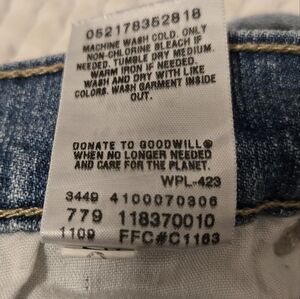 052178352818
MACHINE WASH COLD. ONLY
NON-CHLORINE BLEACH IF
NEEDED. TUMBLE DRY MEDIUM.
WARM IRON IF NEEDED.
WASH AND DRY WITH LIKE
COLORS. WASH GARMENT INSIDE
OUT.
DONATE TO GOODWILL®
WHEN NO LONGER NEEDED
AND CARE FOR THE PLANET.
WPL-423
3449 4100070306
779 118370010
1109 FFC#C1163